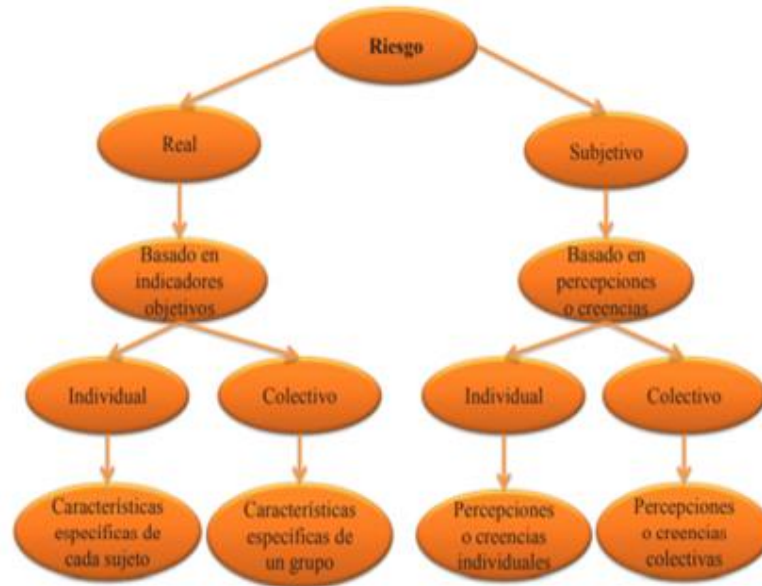 Riesgo
Real
Subjetivo
Basado en
indicadores
objetivos
Basado en
percepciones
o creencias
Individual
Colectivo
Individual
Colectivo
Características
específicas de
cada sujeto
Características
específicas de
un grupo
Percepciones
o creencias
individuales
Percepciones
o creencias
colectivas